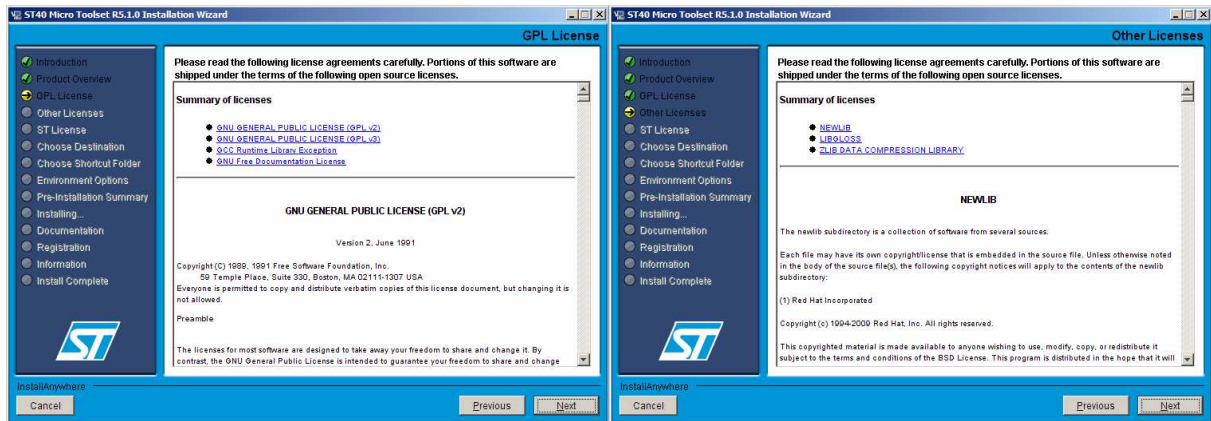 ST40 Micro Toolset R5.1.0 Installation Wizard
GPL License
Introduction
Product Overview
GPL License
Other Licenses
ST License
Choose Destination
Choose Shortcut Folder
Environment Options
Pre-Installation Summary
Installing...
Documentation
Registration
Information
Install Complete
ST
Please read the following license agreements carefully. Portions of this software are
shipped under the terms of the following open source licenses.
Summary of licenses
GNU GENERAL PUBLIC LICENSE (GPL v2)
GNU GENERAL PUBLIC LICENSE (GPL v3)
GCC Runtime Library Exception
GNU Free Documentation License
GNU GENERAL PUBLIC LICENSE (GPL v2)
Version 2, June 1991
Copyright (C) 1989, 1991 Free Software Foundation, Inc.
59 Temple Place, Suite 330, Boston, MA 02111-1307 USA
Everyone is permitted to copy and distribute verbatim copies of this license document, but changing it is
not allowed.
Preamble
The licenses for most software are designed to take away your freedom to share and change it. By
contrast, the GNU General Public License is intended to guarantee your freedom to share and change
InstallAnywhere
Cancel
Previous
Next
ST40 Micro Toolset R5.1.0 Installation Wizard
Other Licenses
Introduction
Product Overview
GPL License
Other Licenses
ST License
Choose Destination
Choose Shortcut Folder
Environment Options
Pre-Installation Summary
Installing...
Documentation
Registration
Information
Install Complete
ST
Please read the following license agreements carefully. Portions of this software are
shipped under the terms of the following open source licenses.
Summary of licenses
NEWLIB
LIBGLOSS
ZLIB DATA COMPRESSION LIBRARY
NEWLIB
The newlib subdirectory is a collection of software from several sources.
Each file may have its own copyright/license that is embedded in the source file. Unless otherwise noted
in the body of the source file(s), the following copyright notices will apply to the contents of the newlib
subdirectory:
(1) Red Hat Incorporated
Copyright (c) 1994-2009 Red Hat, Inc. All rights reserved.
This copyrighted material is made available to anyone wishing to use, modify, copy, or redistribute it
subject to the terms and conditions of the BSD License. This program is distributed in the hope that it will
InstallAnywhere
Cancel
Previous
Next